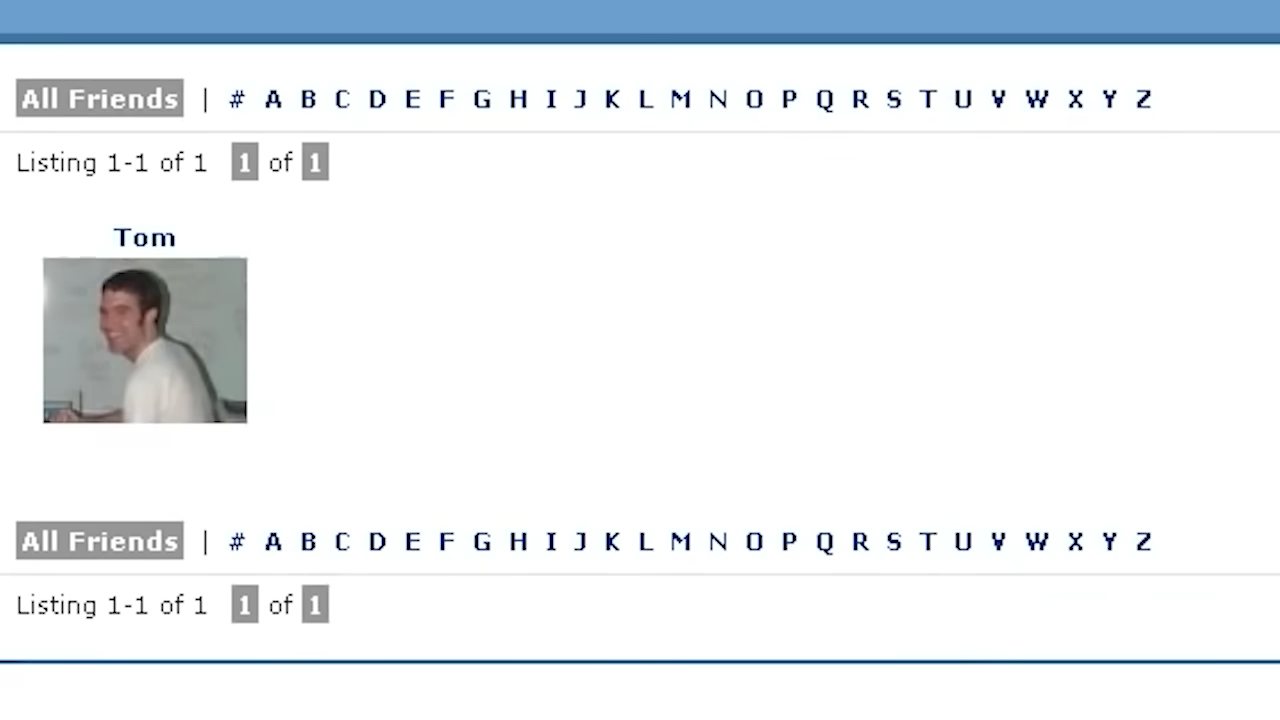 All Friends | # A B C D E F G H I J K L M N O P Q R S T U V W X Y Z
Listing 1-1 of 1 1 of 1
Tom
All Friends | # A B C D E F G H I J K L M N O P Q R S T U V W X Y Z
Listing 1-1 of 1 1 of 1